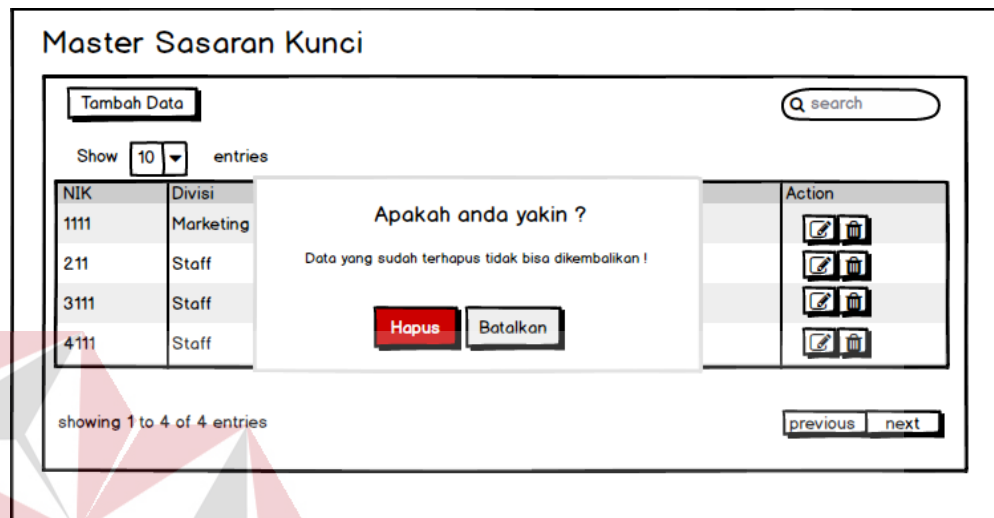 Master Sasaran Kunci
Tambah Data
search
Show 10 entries
NIK Divisi Action
1111 Marketing
211 Staff
3111 Staff
4111 Staff
Apakah anda yakin ?
Data yang sudah terhapus tidak bisa dikembalikan !
Hapus Batalkan
showing 1 to 4 of 4 entries
previous next